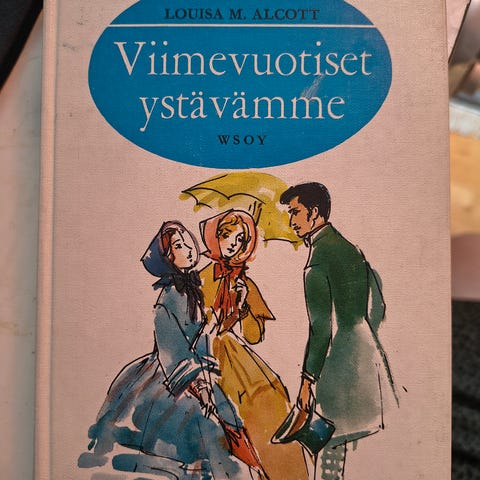 LOUISA M. ALCOTT
Viimevuotiset
ystävämme
WSOY